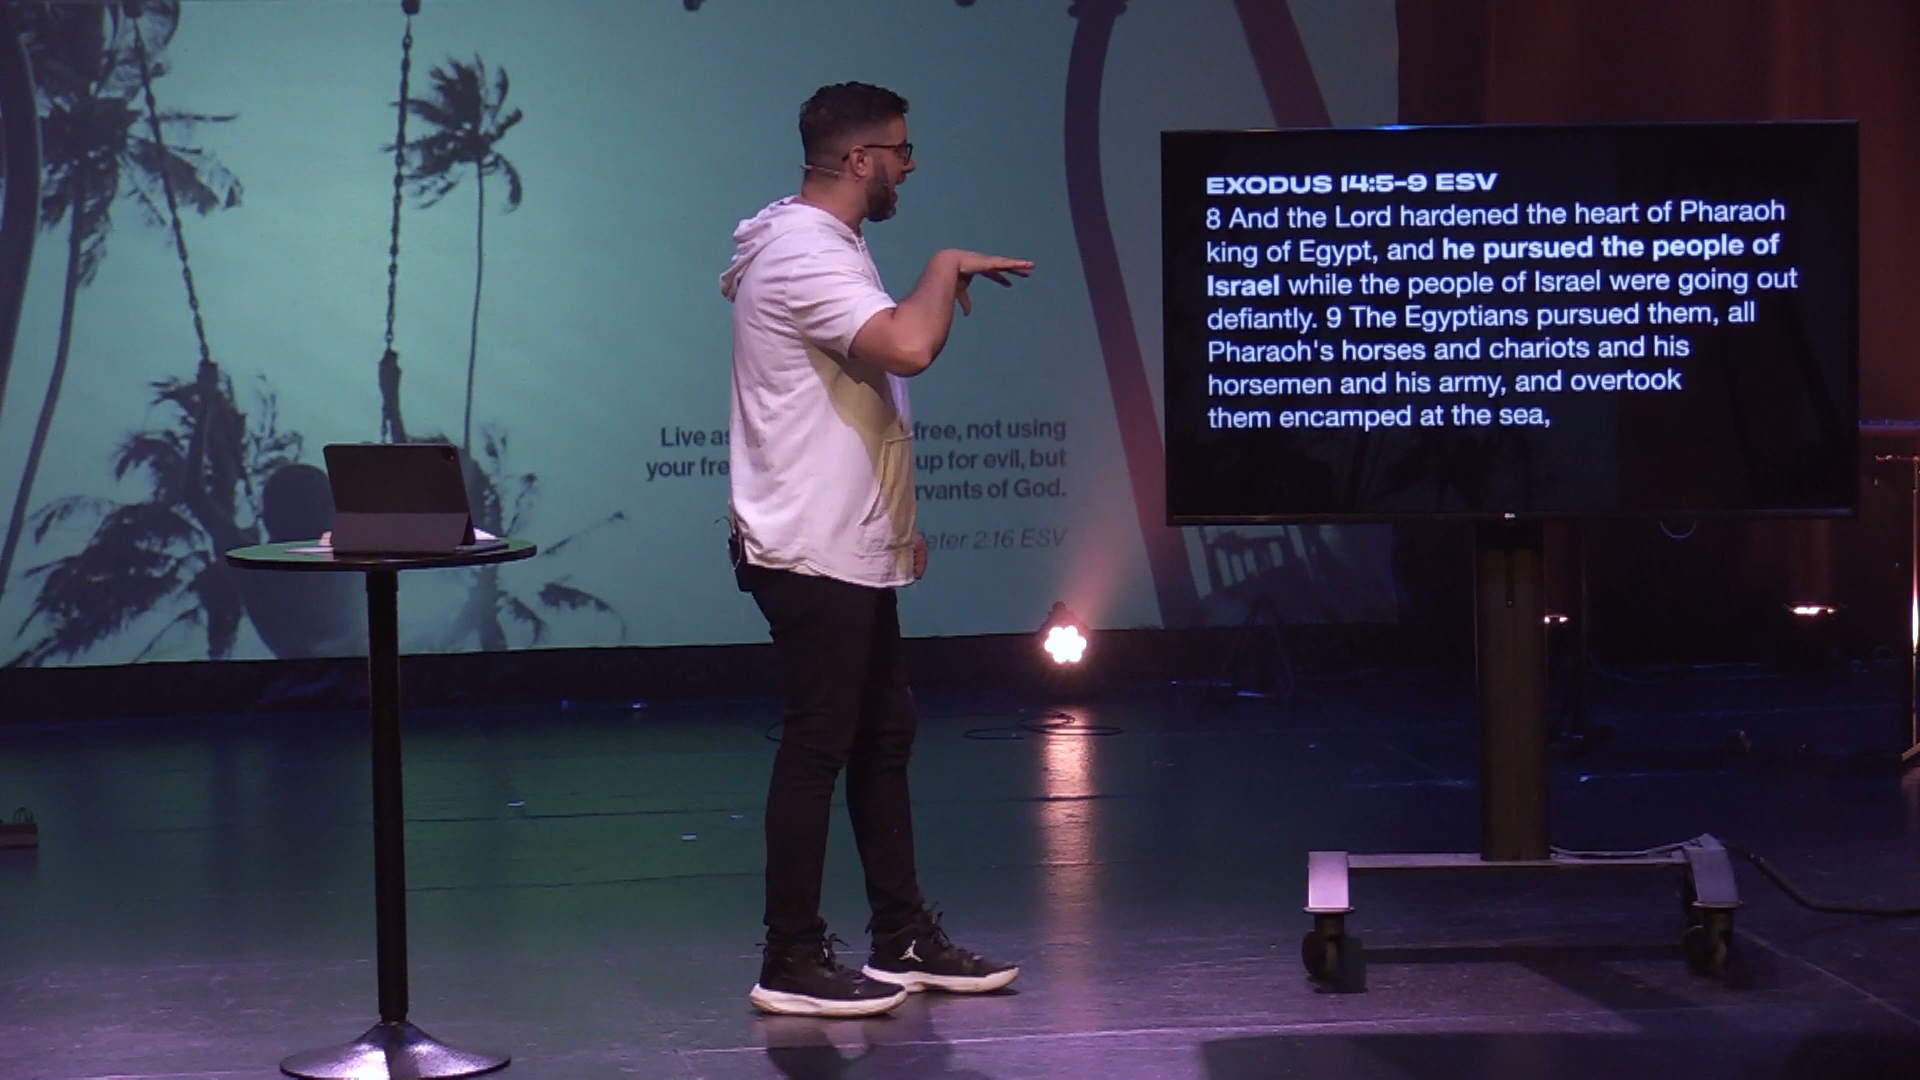 EXODUS 14:5-9 ESV
8 And the Lord hardened the heart of Pharaoh
king of Egypt, and he pursued the people of
Israel while the people of Israel were going out
defiantly. 9 The Egyptians pursued them, all
Pharaoh's horses and chariots and his
horsemen and his army, and overtook
them encamped at the sea,
Live as free, not using
your up for evil, but
of God.
2:16 ESV